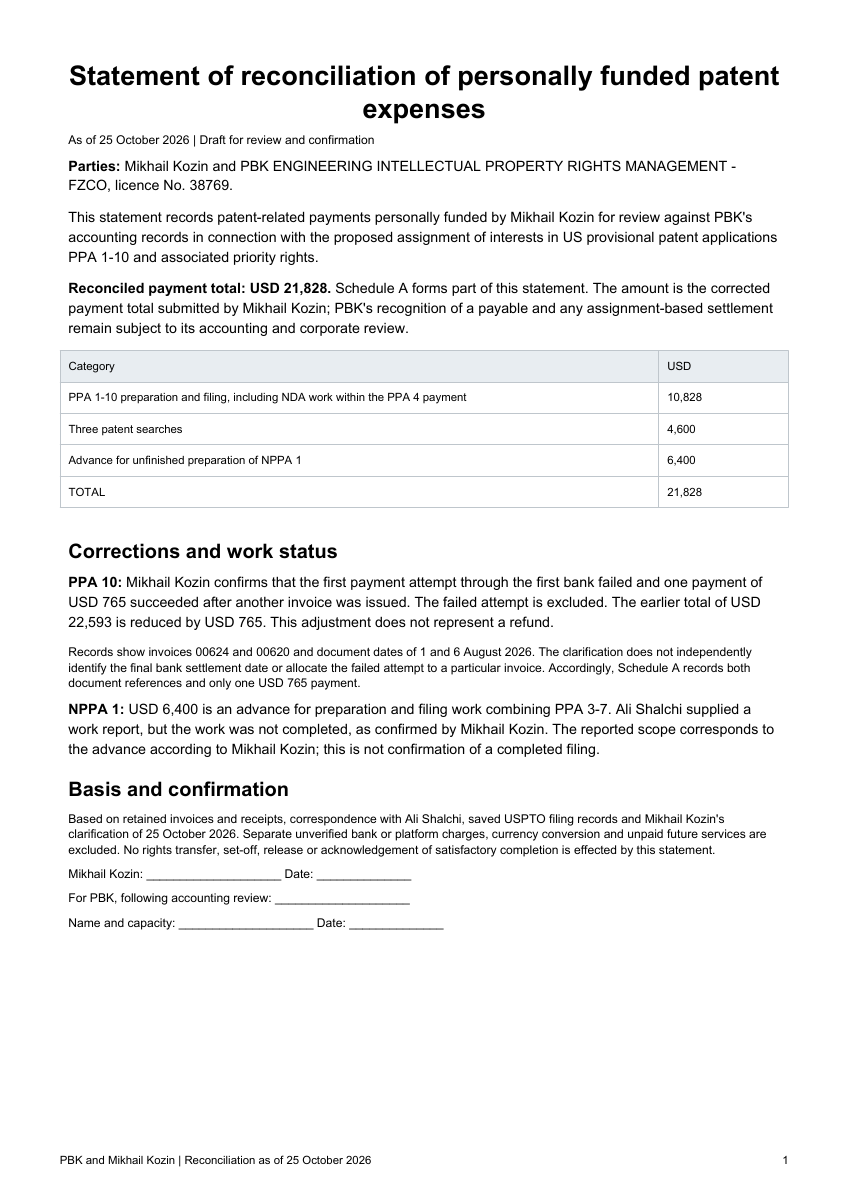 Statement of reconciliation of personally funded patent
expenses
As of 25 October 2026 | Draft for review and confirmation
Parties: Mikhail Kozin and PBK ENGINEERING INTELLECTUAL PROPERTY RIGHTS MANAGEMENT -
FZCO, licence No. 38769.
This statement records patent-related payments personally funded by Mikhail Kozin for review against PBK's
accounting records in connection with the proposed assignment of interests in US provisional patent applications
PPA 1-10 and associated priority rights.
Reconciled payment total: USD 21,828. Schedule A forms part of this statement. The amount is the corrected
payment total submitted by Mikhail Kozin; PBK's recognition of a payable and any assignment-based settlement
remain subject to its accounting and corporate review.
Category USD
PPA 1-10 preparation and filing, including NDA work within the PPA 4 payment 10,828
Three patent searches 4,600
Advance for unfinished preparation of NPPA 1 6,400
TOTAL 21,828
Corrections and work status
PPA 10: Mikhail Kozin confirms that the first payment attempt through the first bank failed and one payment of
USD 765 succeeded after another invoice was issued. The failed attempt is excluded. The earlier total of USD
22,593 is reduced by USD 765. This adjustment does not represent a refund.
Records show invoices 00624 and 00620 and document dates of 1 and 6 August 2026. The clarification does not independently
identify the final bank settlement date or allocate the failed attempt to a particular invoice. Accordingly, Schedule A records both
document references and only one USD 765 payment.
NPPA 1: USD 6,400 is an advance for preparation and filing work combining PPA 3-7. Ali Shalchi supplied a
work report, but the work was not completed, as confirmed by Mikhail Kozin. The reported scope corresponds to
the advance according to Mikhail Kozin; this is not confirmation of a completed filing.
Basis and confirmation
Based on retained invoices and receipts, correspondence with Ali Shalchi, saved USPTO filing records and Mikhail Kozin's
clarification of 25 October 2026. Separate unverified bank or platform charges, currency conversion and unpaid future services are
excluded. No rights transfer, set-off, release or acknowledgement of satisfactory completion is effected by this statement.
Mikhail Kozin: ____________________ Date: ______________
For PBK, following accounting review: ____________________
Name and capacity: ____________________ Date: ______________
PBK and Mikhail Kozin | Reconciliation as of 25 October 2026 1